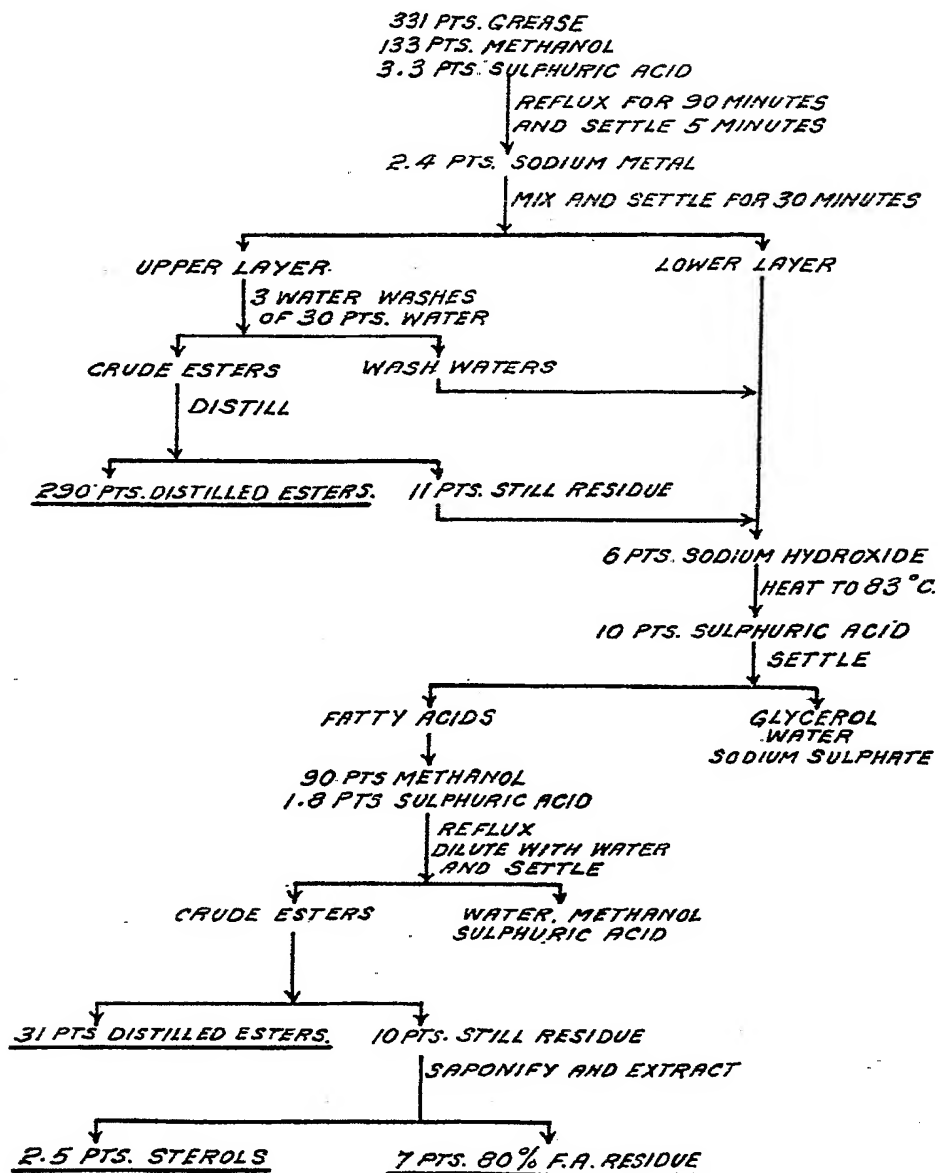 331 PTS. GREASE
133 PTS. METHANOL
3.3 PTS. SULPHURIC ACID
REFLUX FOR 90 MINUTES
AND SETTLE 5 MINUTES
2.4 PTS. SODIUM METAL
MIX AND SETTLE FOR 30 MINUTES
UPPER LAYER.
LOWER LAYER
3 WATER WASHES
OF 30 PTS. WATER
CRUDE ESTERS
WASH WATERS
DISTILL
290 PTS. DISTILLED ESTERS.
11 PTS. STILL RESIDUE
6 PTS. SODIUM HYDROXIDE
HEAT TO 83°C.
10 PTS. SULPHURIC ACID
SETTLE
FATTY ACIDS
GLYCEROL
WATER
SODIUM SULPHATE
90 PTS METHANOL
1.8 PTS SULPHURIC ACID
REFLUX
DILUTE WITH WATER
AND SETTLE
CRUDE ESTERS
WATER, METHANOL
SULPHURIC ACID
31 PTS DISTILLED ESTERS.
10 PTS. STILL RESIDUE
SAPONIFY AND EXTRACT
2.5 PTS. STEROLS
7 PTS. 80% F.A. RESIDUE